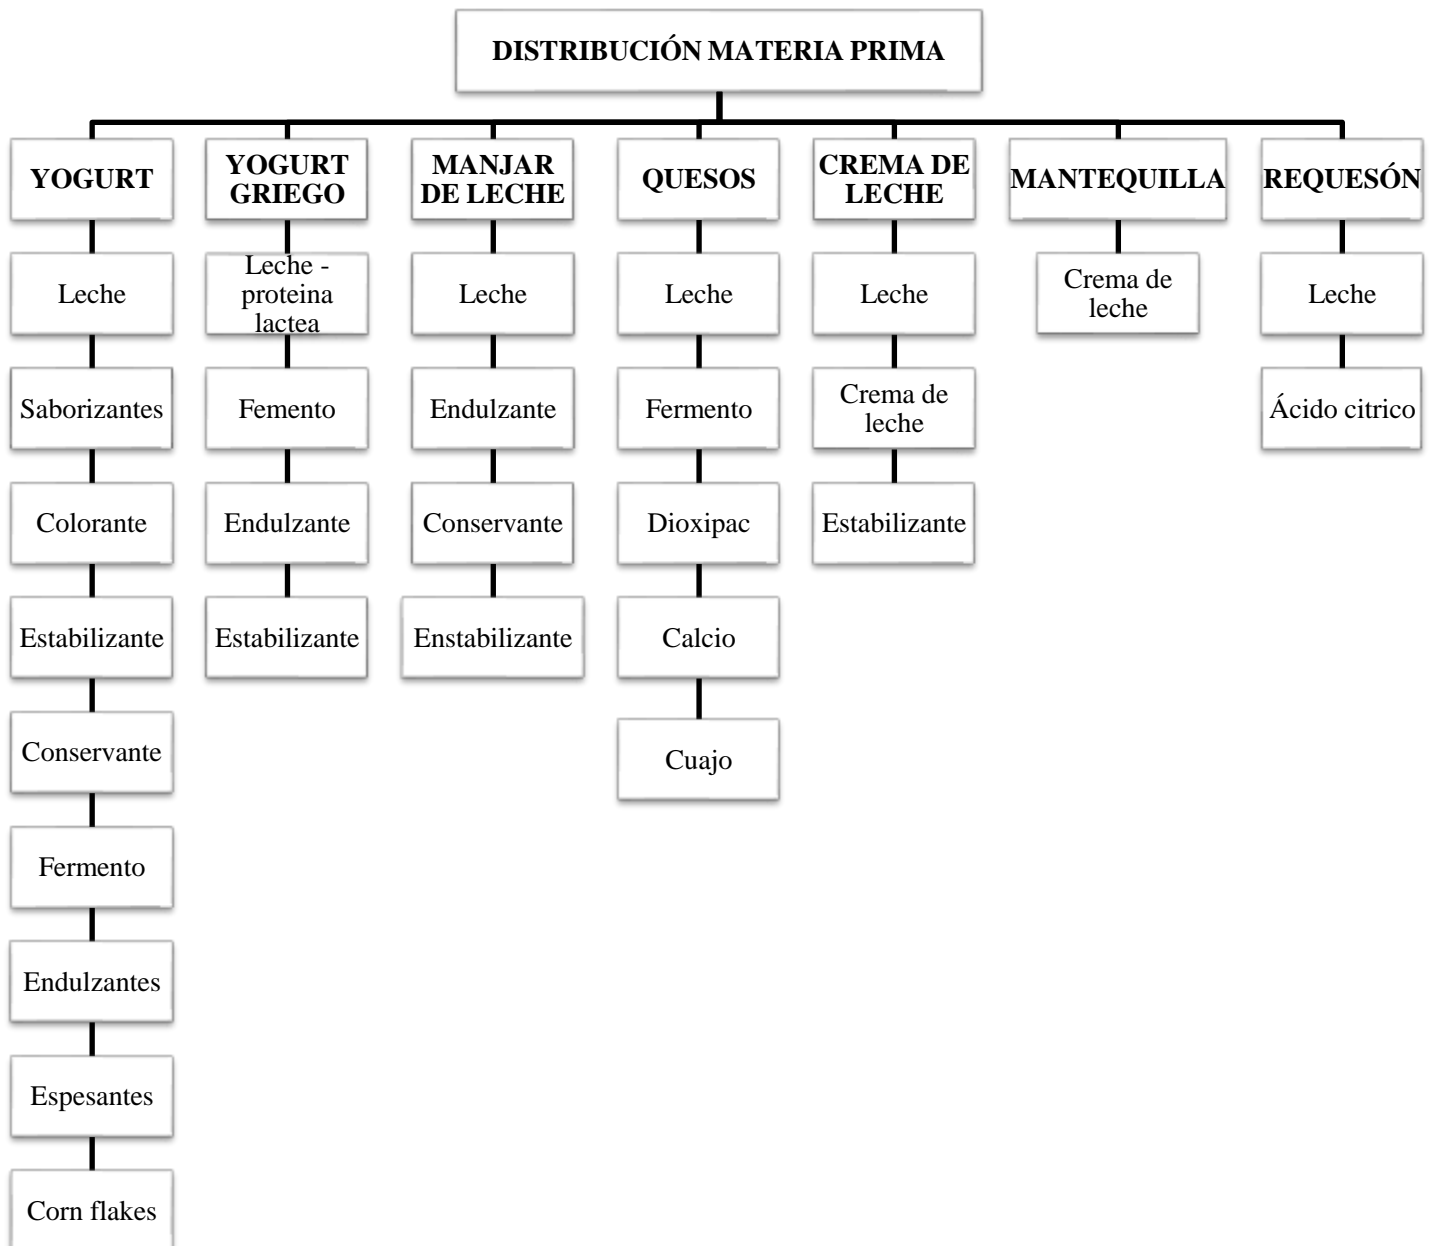 DISTRIBUCIÓN MATERIA PRIMA
YOGURT
Leche
Saborizantes
Colorante
Estabilizante
Conservante
Fermento
Endulzantes
Espesantes
Corn flakes
YOGURT
GRIEGO
Leche -
proteina
lactea
Femento
Endulzante
Estabilizante
MANJAR
DE LECHE
Leche
Endulzante
Conservante
Enstabilizante
QUESOS
Leche
Fermento
Dioxipac
Calcio
Cuajo
CREMA DE
LECHE
Leche
Crema de
leche
Estabilizante
MANTEQUILLA
Crema de
leche
REQUESÓN
Leche
Ácido citrico